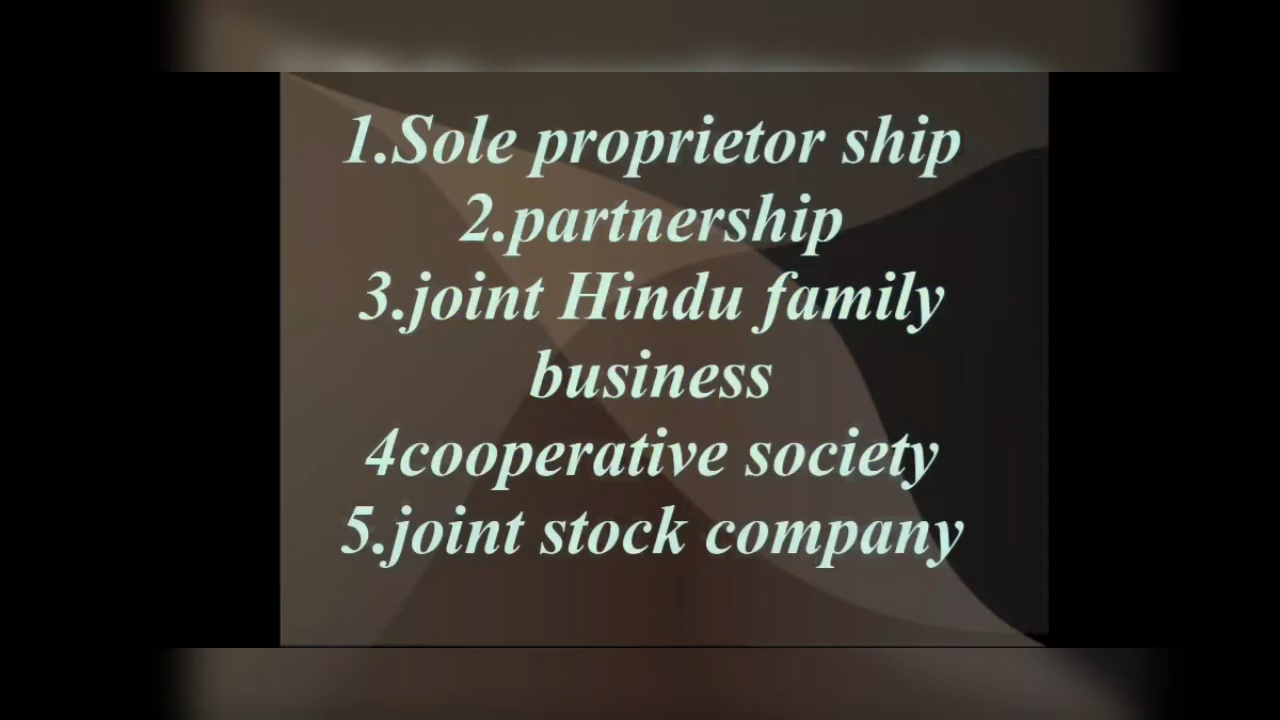 1.Sole proprietor ship
2.partnership
3.joint Hindu family
business
4cooperative society
5.joint stock company